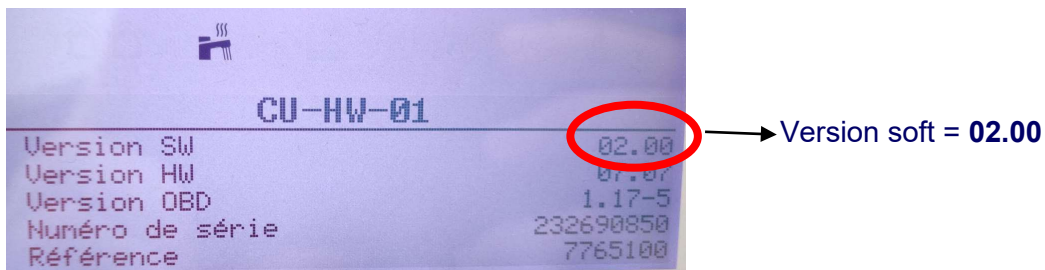 CU-HW-01
Version SW 02.00
Version soft = 02.00
Version HW 07.07
Version OBD 1.17-5
Numéro de série 232690850
Référence 7765100